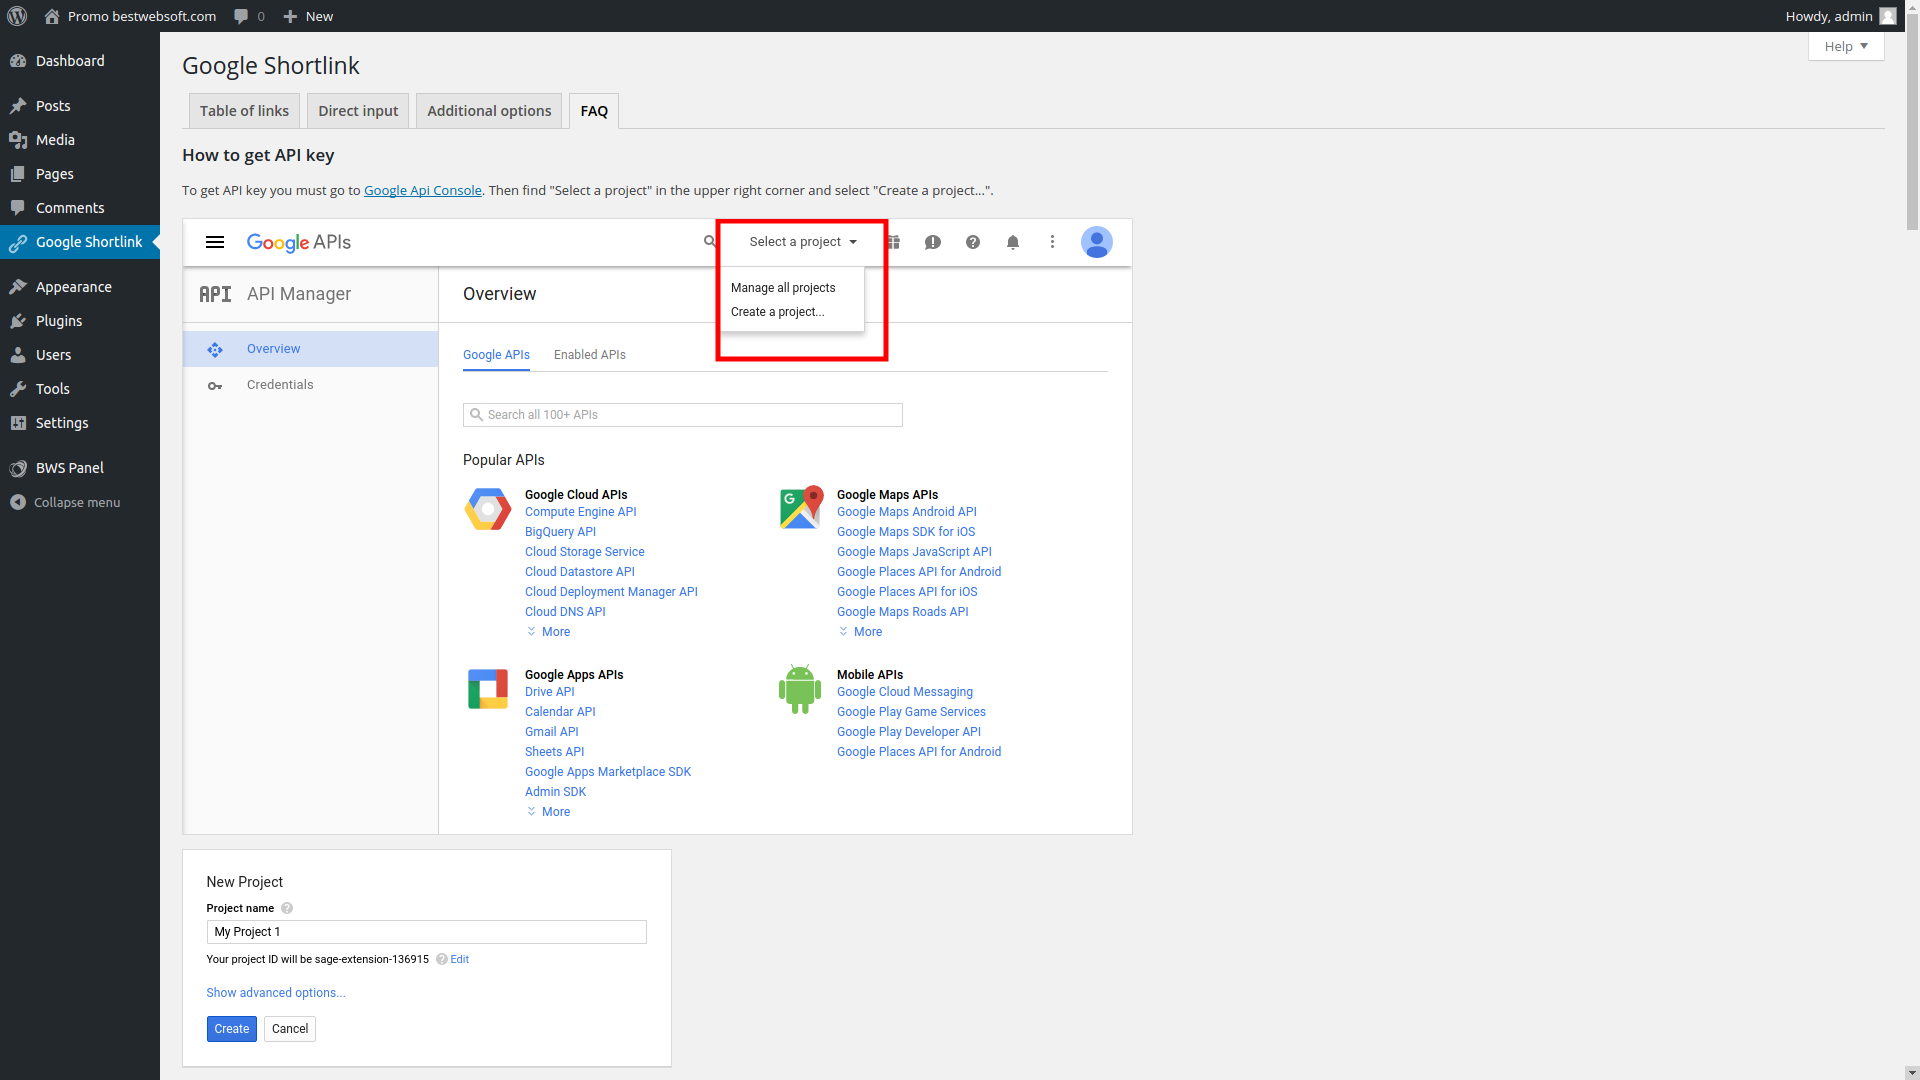 Promo bestwebsoft.com 0 New Howdy, admin
Help
Dashboard
Posts
Media
Pages
Comments
Google Shortlink
Appearance
Plugins
Users
Tools
Settings
BWS Panel
Collapse menu
Google Shortlink
Table of links Direct input Additional options FAQ
How to get API key
To get API key you must go to Google Api Console. Then find "Select a project" in the upper right corner and select "Create a project...".
Google APIs Select a project
Manage all projects
Create a project...
API API Manager
Overview
Credentials
Overview
Google APIs Enabled APIs
Search all 100+ APIs
Popular APIs
Google Cloud APIs
Compute Engine API
BigQuery API
Cloud Storage Service
Cloud Datastore API
Cloud Deployment Manager API
Cloud DNS API
More
Google Maps APIs
Google Maps Android API
Google Maps SDK for iOS
Google Maps JavaScript API
Google Places API for Android
Google Places API for iOS
Google Maps Roads API
More
Google Apps APIs
Drive API
Calendar API
Gmail API
Sheets API
Google Apps Marketplace SDK
Admin SDK
More
Mobile APIs
Google Cloud Messaging
Google Play Game Services
Google Play Developer API
Google Places API for Android
New Project
Project name
My Project 1
Your project ID will be sage-extension-136915 Edit
Show advanced options...
Create Cancel